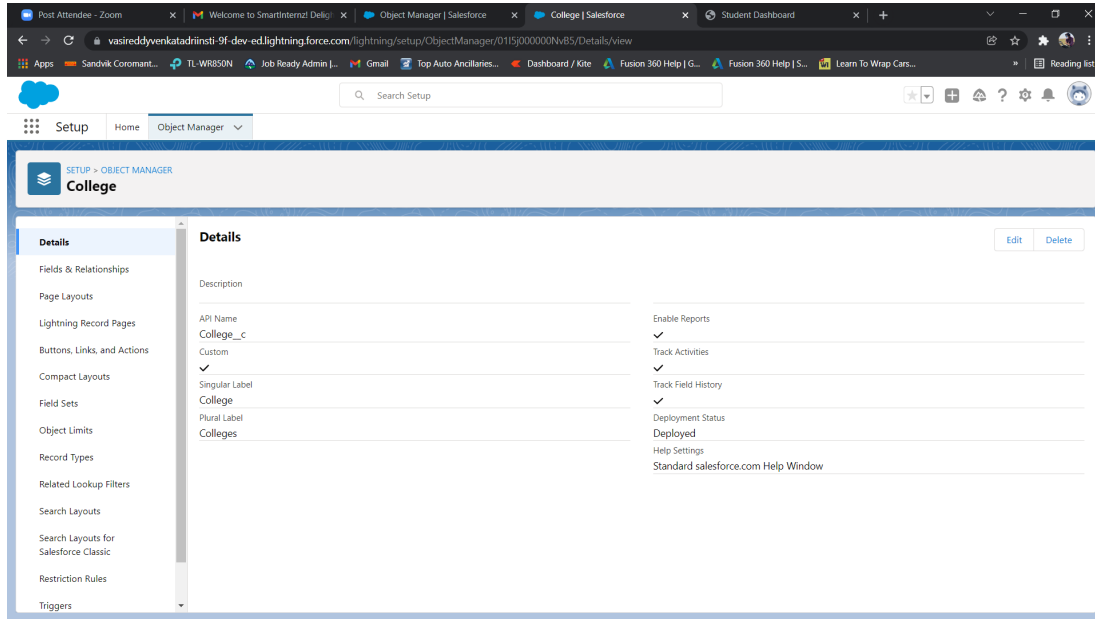 Post Attendee - Zoom
Welcome to SmartInternz! Deligh
Object Manager | Salesforce
College | Salesforce
Student Dashboard
vasireddyvenkatadriinsti-9f-dev-ed.lightning.force.com/lightning/setup/ObjectManager/01I5j000000NvB5/Details/view
Apps
Sandvik Coromant...
TL-WR850N
Job Ready Admin |...
Gmail
Top Auto Ancillaries...
Dashboard / Kite
Fusion 360 Help | G...
Fusion 360 Help | S...
Learn To Wrap Cars...
»
Reading list
Search Setup
Setup
Home
Object Manager
SETUP > OBJECT MANAGER
College
Details
Fields & Relationships
Page Layouts
Lightning Record Pages
Buttons, Links, and Actions
Compact Layouts
Field Sets
Object Limits
Record Types
Related Lookup Filters
Search Layouts
Search Layouts for
Salesforce Classic
Restriction Rules
Triggers
Details
Edit
Delete
Description
API Name
College__c
Custom
Singular Label
College
Plural Label
Colleges
Enable Reports
Track Activities
Track Field History
Deployment Status
Deployed
Help Settings
Standard salesforce.com Help Window